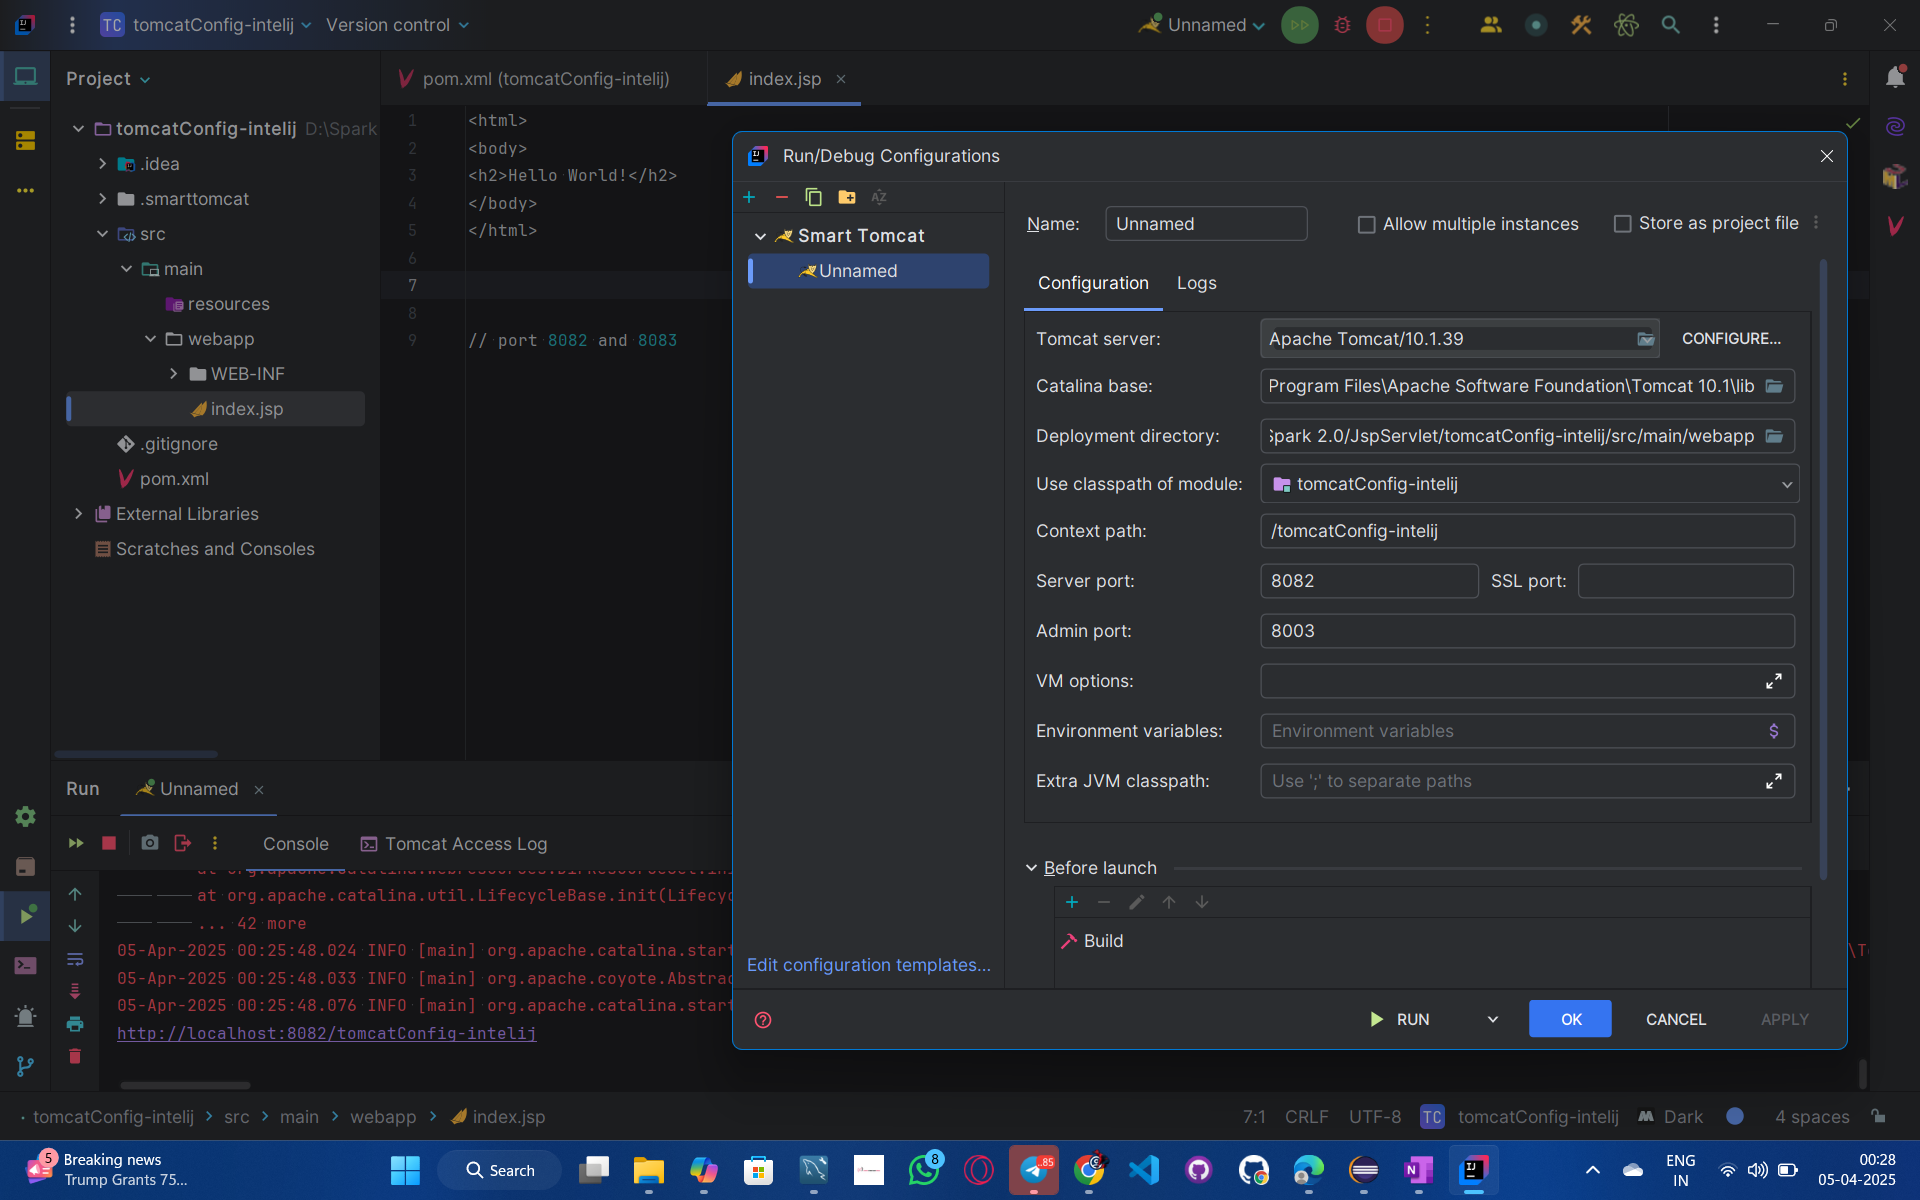 TC tomcatConfig-intelij Version control
Unnamed
Project
pom.xml (tomcatConfig-intelij)
index.jsp
tomcatConfig-intelij D:\Spark
.idea
.smarttomcat
src
main
resources
webapp
WEB-INF
index.jsp
.gitignore
pom.xml
External Libraries
Scratches and Consoles
1 <html>
2 <body>
3 <h2>Hello World!</h2>
4 </body>
5 </html>
6
7
8
9 // port 8082 and 8083
Run/Debug Configurations
Smart Tomcat
Unnamed
Edit configuration templates...
Name: Unnamed Allow multiple instances Store as project file
Configuration Logs
Tomcat server: Apache Tomcat/10.1.39 CONFIGURE...
Catalina base: Program Files\Apache Software Foundation\Tomcat 10.1\lib
Deployment directory: Spark 2.0/JspServlet/tomcatConfig-intelij/src/main/webapp
Use classpath of module: tomcatConfig-intelij
Context path: /tomcatConfig-intelij
Server port: 8082 SSL port:
Admin port: 8003
VM options:
Environment variables: Environment variables $
Extra JVM classpath: Use ';' to separate paths
Before launch
Build
RUN OK CANCEL APPLY
Run Unnamed
Console Tomcat Access Log
at org.apache.catalina.util.LifecycleBase.init(Lifecyc
... 42 more
05-Apr-2025 00:25:48.024 INFO [main] org.apache.catalina.start
05-Apr-2025 00:25:48.033 INFO [main] org.apache.coyote.Abstrac
05-Apr-2025 00:25:48.076 INFO [main] org.apache.catalina.start
http://localhost:8082/tomcatConfig-intelij
tomcatConfig-intelij > src > main > webapp > index.jsp
7:1 CRLF UTF-8 TC tomcatConfig-intelij Dark 4 spaces
5 Breaking news
Trump Grants 75...
Search
8
.85
ENG
IN
00:28
05-04-2025